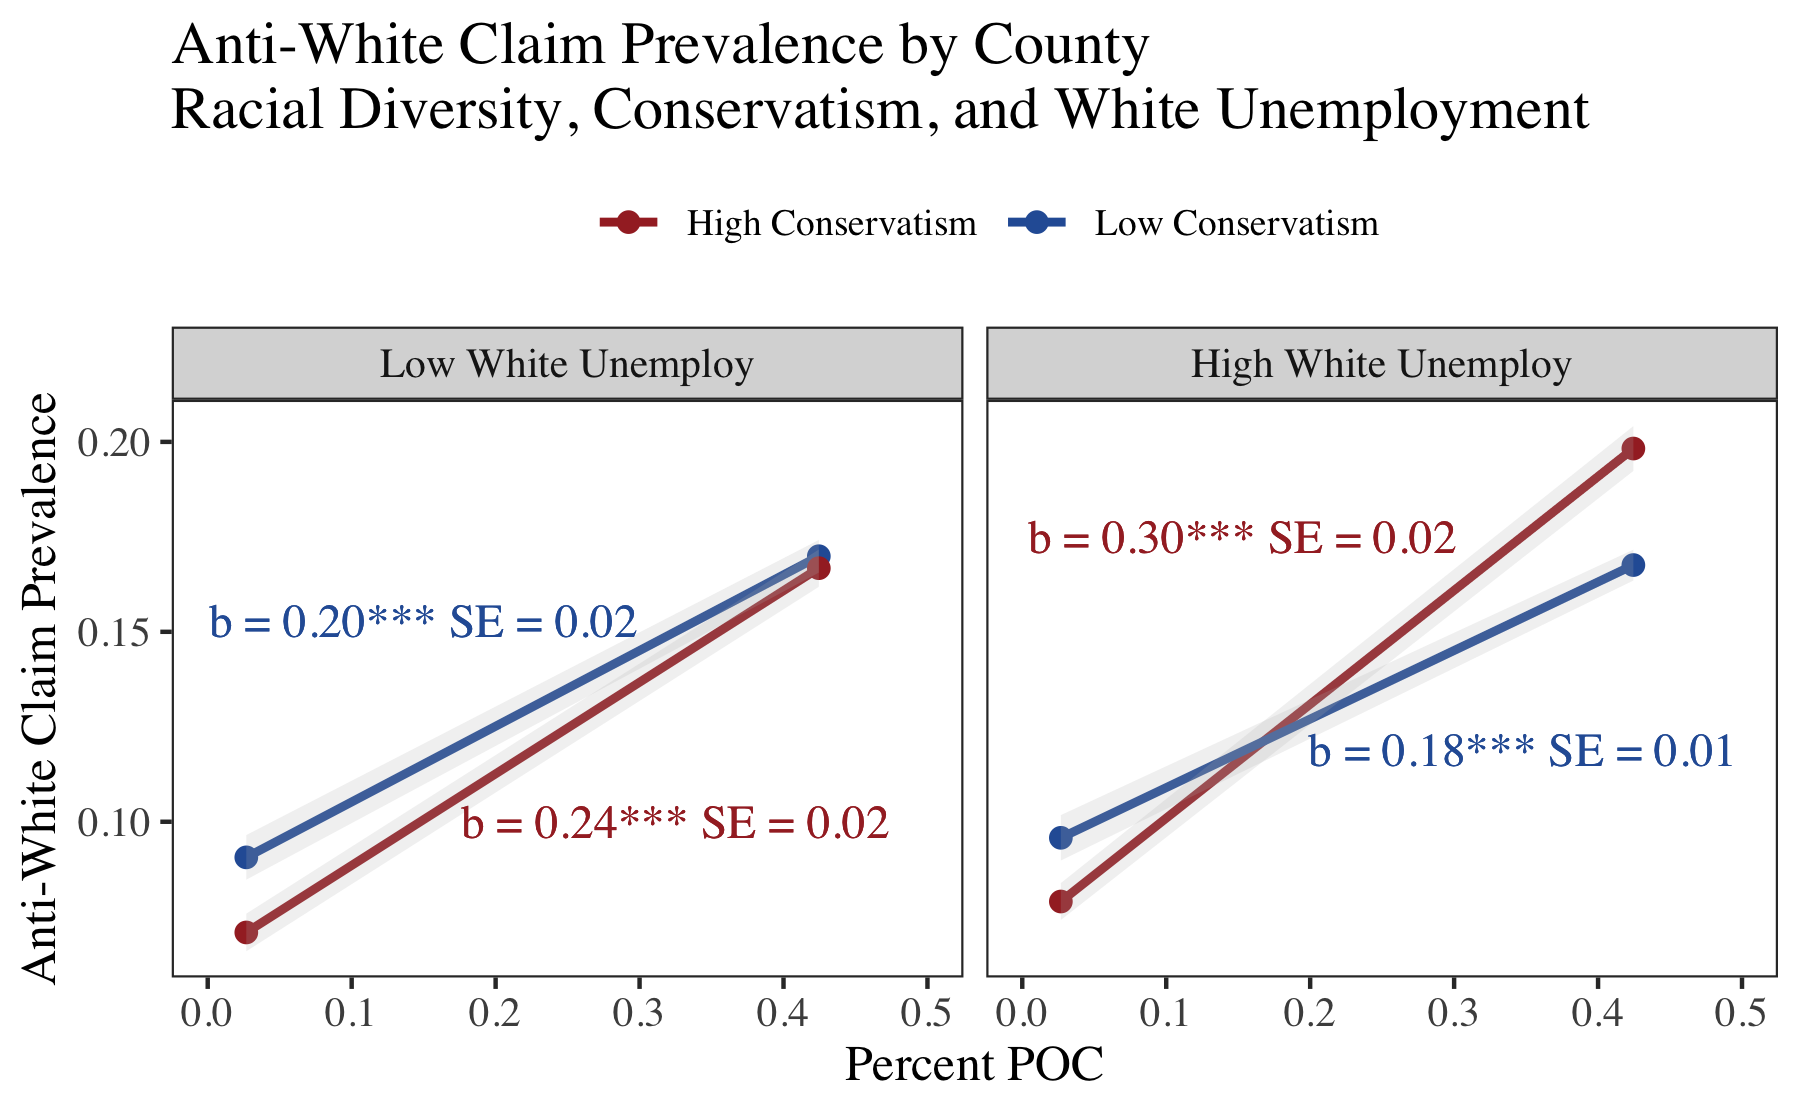 Anti-White Claim Prevalence by County
Racial Diversity, Conservatism, and White Unemployment
High Conservatism Low Conservatism
Low White Unemploy
High White Unemploy
Anti-White Claim Prevalence
0.20
0.15
0.10
b = 0.20*** SE = 0.02
b = 0.24*** SE = 0.02
b = 0.30*** SE = 0.02
b = 0.18*** SE = 0.01
0.0 0.1 0.2 0.3 0.4 0.5
0.0 0.1 0.2 0.3 0.4 0.5
Percent POC